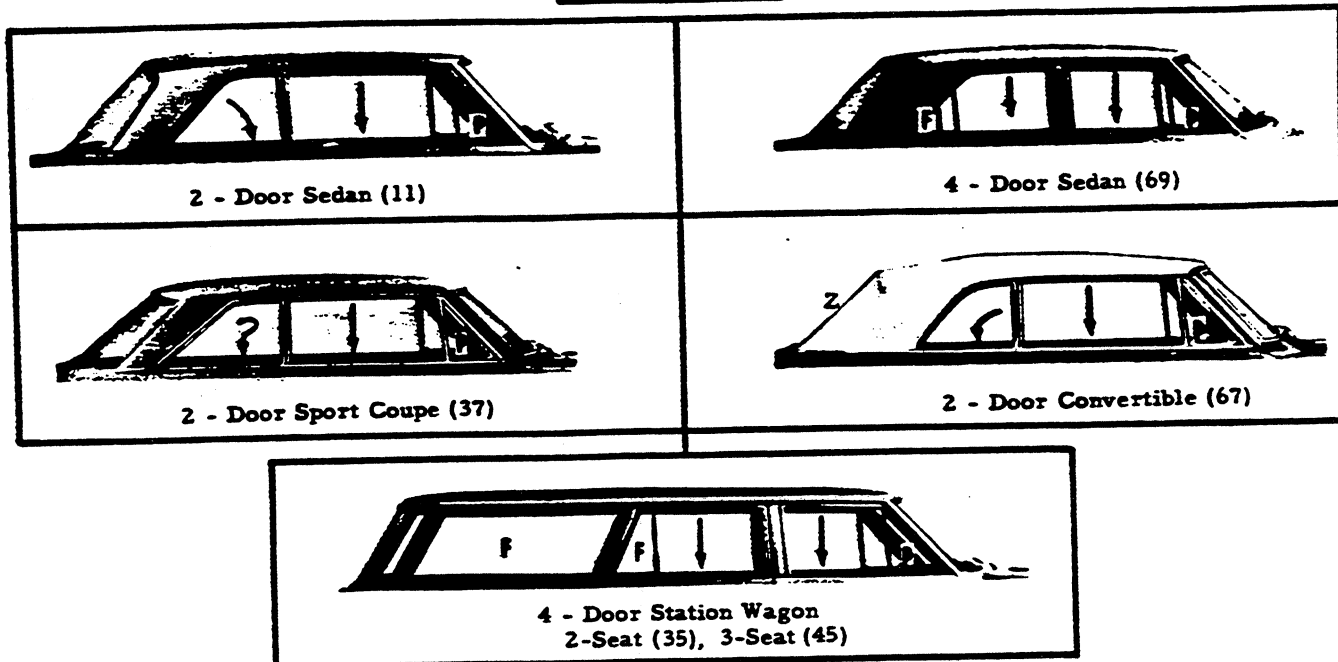 F
2 - Door Sedan (11)
F
4 - Door Sedan (69)
2 - Door Sport Coupe (37)
Z
2 - Door Convertible (67)
F
F
4 - Door Station Wagon
2-Seat (35), 3-Seat (45)